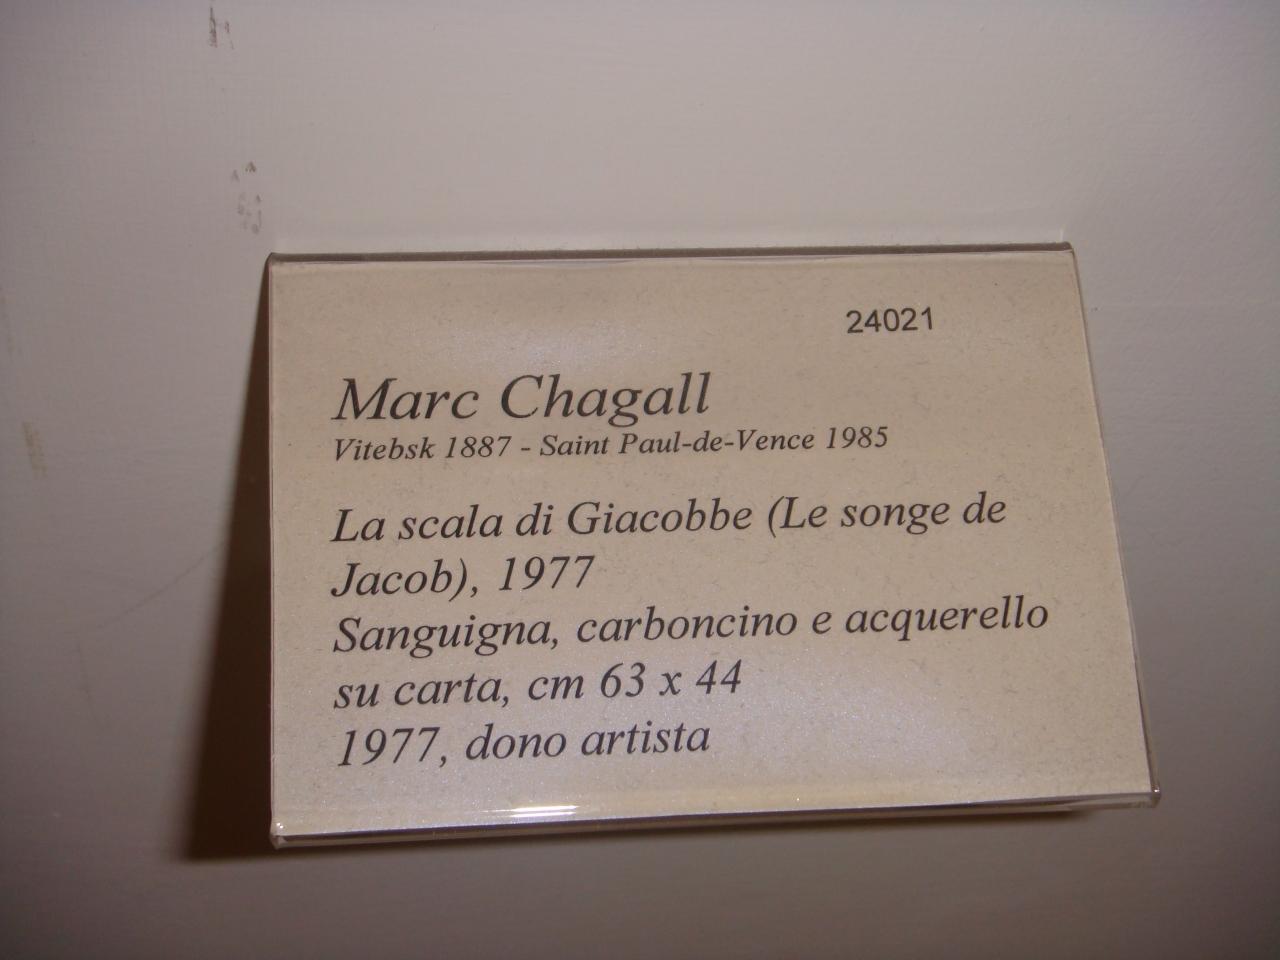 24021
Marc Chagall
Vitebsk 1887 - Saint Paul-de-Vence 1985
La scala di Giacobbe (Le songe de
Jacob), 1977
Sanguigna, carboncino e acquerello
su carta, cm 63 x 44
1977, dono artista